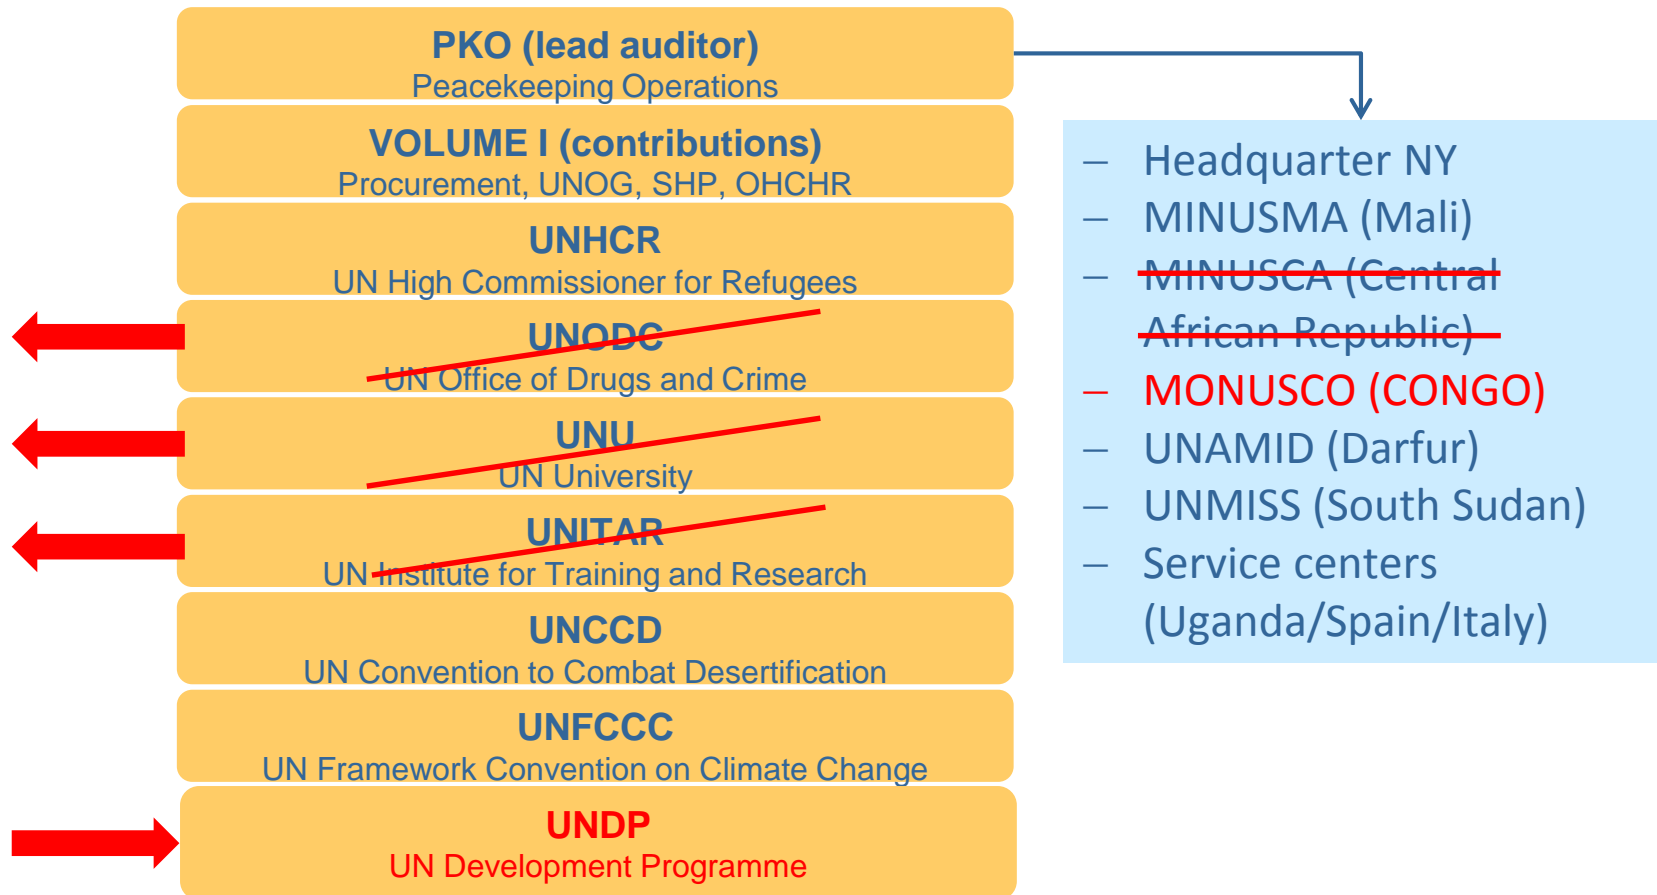 PKO (lead auditor)
Peacekeeping Operations
VOLUME I (contributions)
Procurement, UNOG, SHP, OHCHR
UNHCR
UN High Commissioner for Refugees
UNODC
UN Office of Drugs and Crime
UNU
UN University
UNITAR
UN Institute for Training and Research
UNCCD
UN Convention to Combat Desertification
UNFCCC
UN Framework Convention on Climate Change
UNDP
UN Development Programme
– Headquarter NY
– MINUSMA (Mali)
– MINUSCA (Central
African Republic)
– MONUSCO (CONGO)
– UNAMID (Darfur)
– UNMISS (South Sudan)
– Service centers
(Uganda/Spain/Italy)